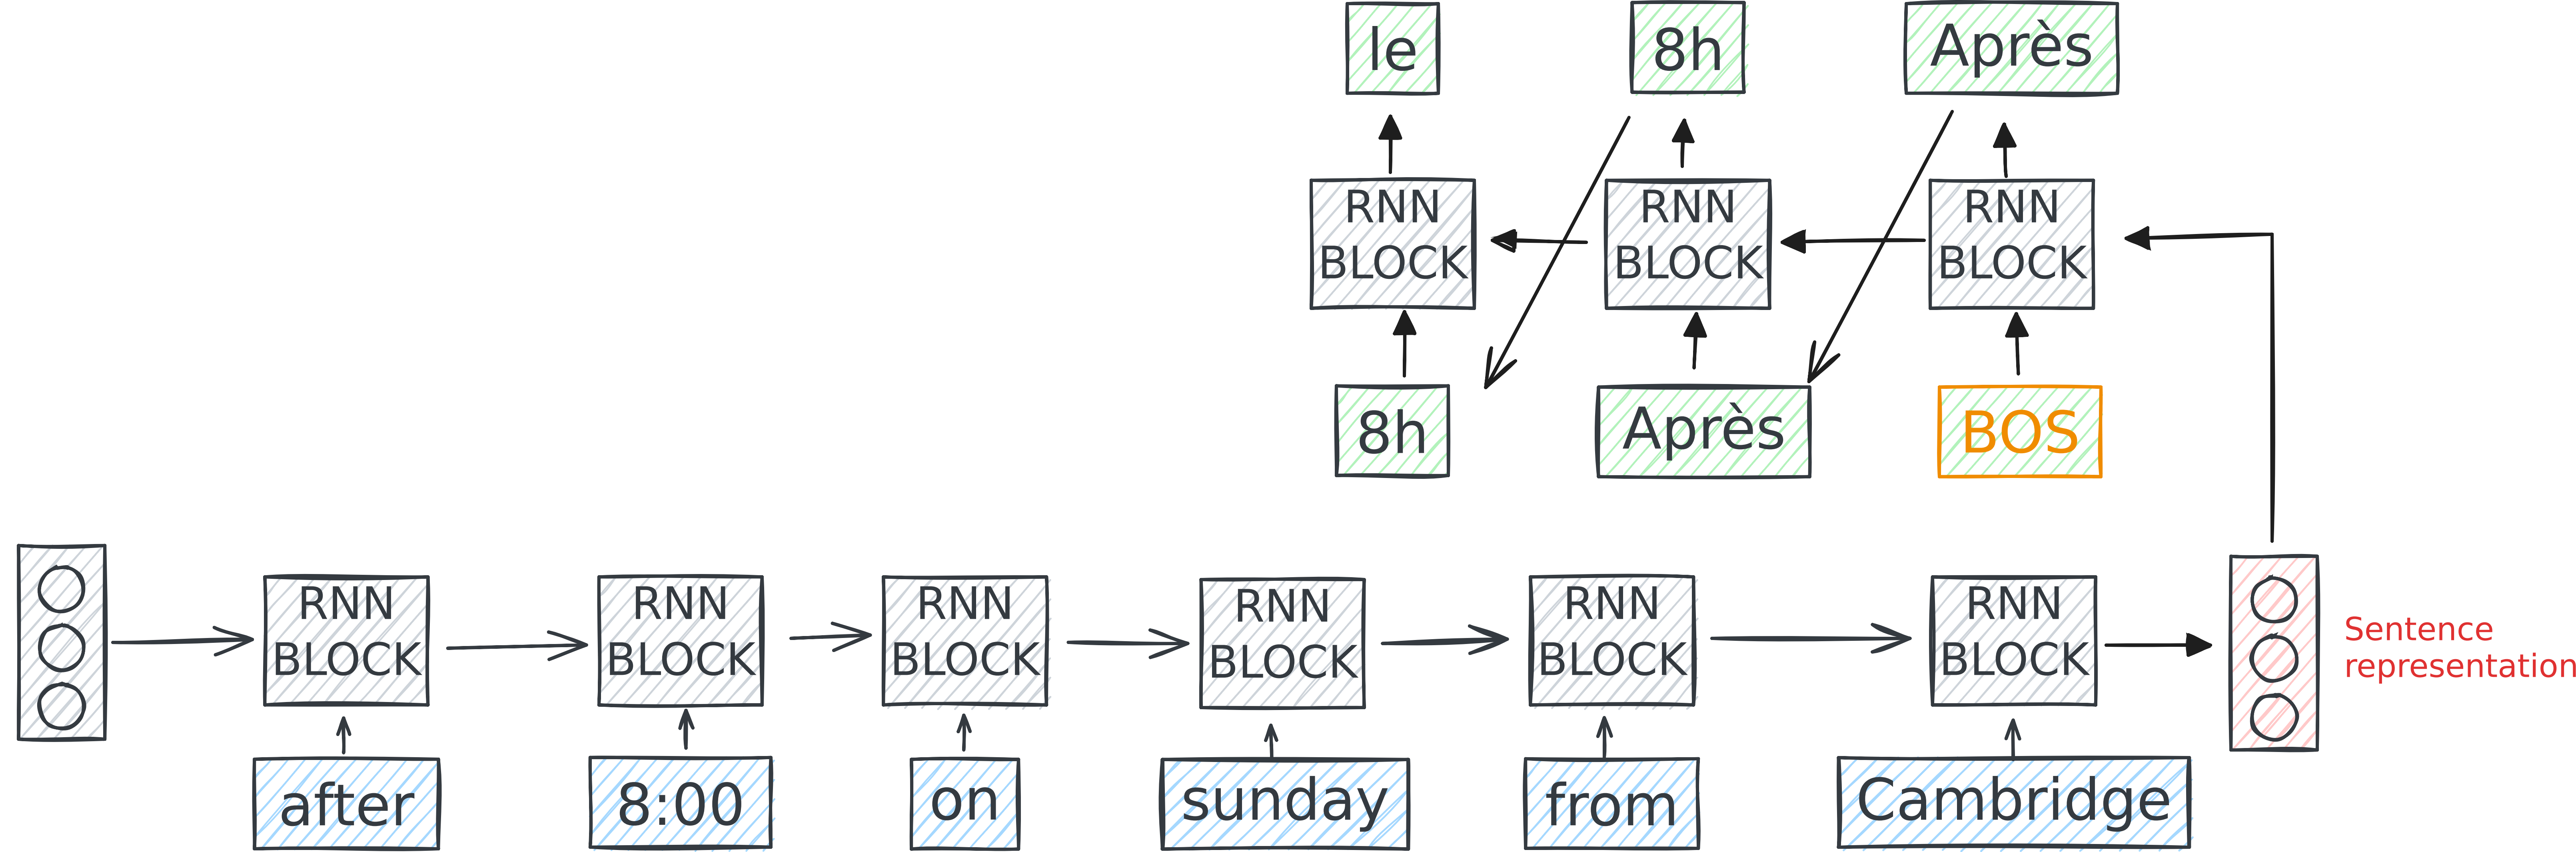 le
8h
Après
RNN
BLOCK
RNN
BLOCK
RNN
BLOCK
8h
Après
BOS
RNN
BLOCK
RNN
BLOCK
RNN
BLOCK
RNN
BLOCK
RNN
BLOCK
RNN
BLOCK
Sentence
representation
after
8:00
on
sunday
from
Cambridge